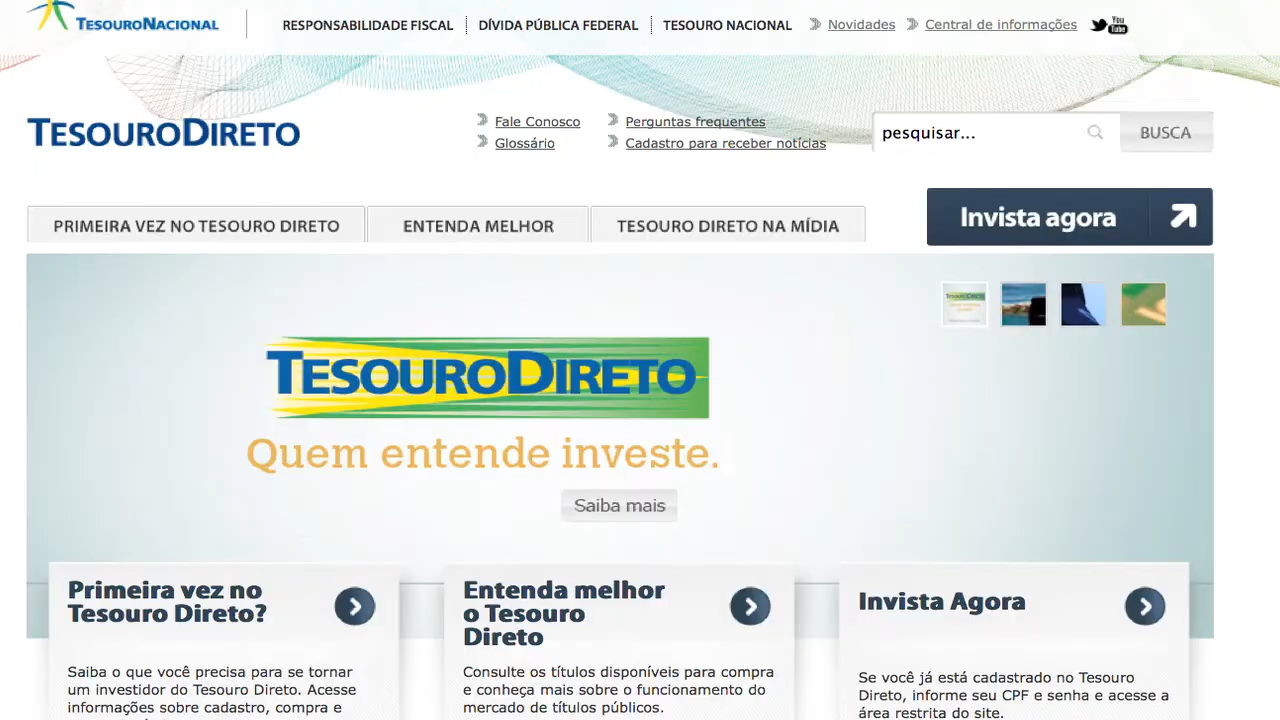 TESOURONACIONAL
RESPONSABILIDADE FISCAL
DÍVIDA PÚBLICA FEDERAL
TESOURO NACIONAL
Novidades
Central de informações
You Tube
TESOURODIRETO
Fale Conosco
Perguntas frequentes
Glossário
Cadastro para receber notícias
pesquisar...
BUSCA
PRIMEIRA VEZ NO TESOURO DIRETO
ENTENDA MELHOR
TESOURO DIRETO NA MÍDIA
Invista agora
TESOURODIRETO
Quem entende investe.
Saiba mais
Primeira vez no
Tesouro Direto?
Saiba o que você precisa para se tornar
um investidor do Tesouro Direto. Acesse
informações sobre cadastro, compra e
Entenda melhor
o Tesouro
Direto
Consulte os títulos disponíveis para compra
e conheça mais sobre o funcionamento do
mercado de títulos públicos.
Invista Agora
Se você já está cadastrado no Tesouro
Direto, informe seu CPF e senha e acesse a
área restrita do site.